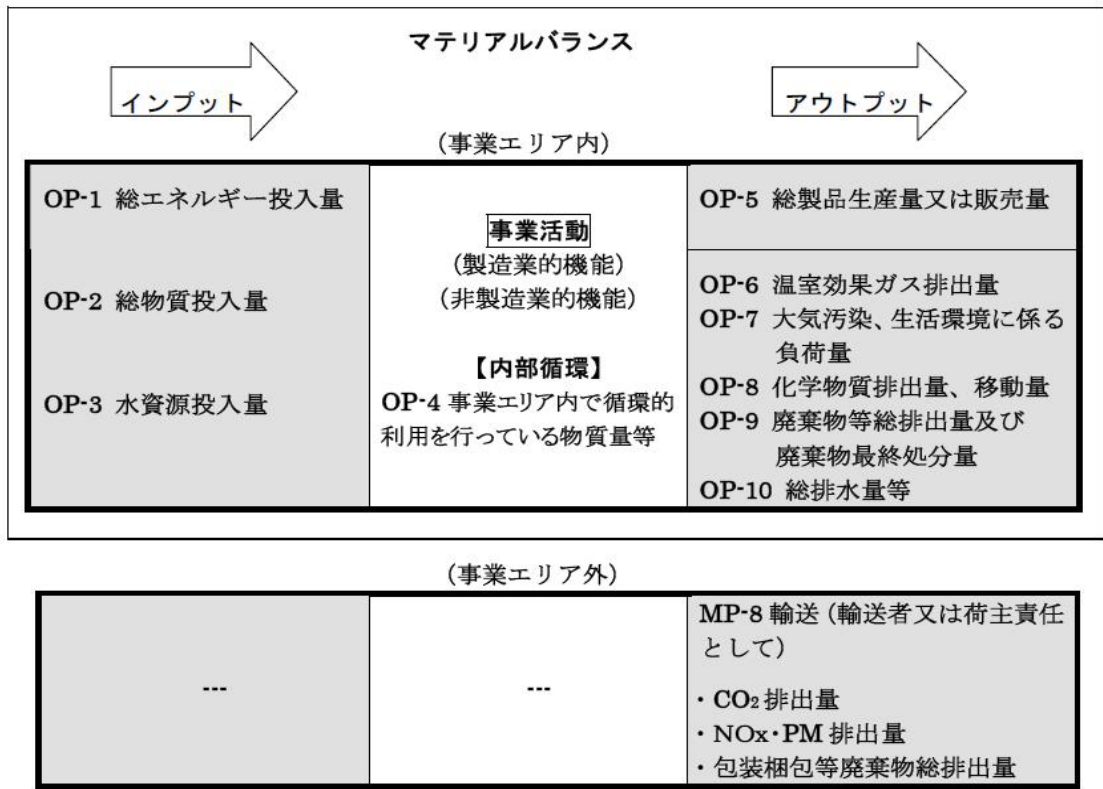 マテリアルバランス
インプット
アウトプット
(事業エリア内)
OP-1 総エネルギー投入量
OP-2 総物質投入量
OP-3 水資源投入量
事業活動
(製造業的機能)
(非製造業的機能)
【内部循環】
OP-4 事業エリア内で循環的
利用を行っている物質量等
OP-5 総製品生産量又は販売量
OP-6 温室効果ガス排出量
OP-7 大気汚染、生活環境に係る
負荷量
OP-8 化学物質排出量、移動量
OP-9 廃棄物等総排出量及び
廃棄物最終処分量
OP-10 総排水量等
(事業エリア外)
---
---
MP-8 輸送(輸送者又は荷主責任
として)
・CO₂排出量
・NOx・PM 排出量
・包装梱包等廃棄物総排出量